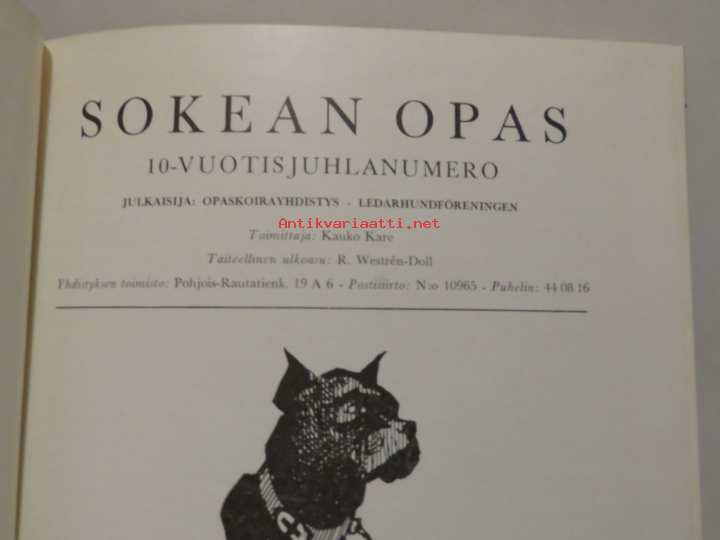 SOKEAN OPAS
10-VUOTISJUHLANUMERO
JULKAISIJA: OPASKOIRAYHDISTYS - LEDARHUNDFÖRENINGEN
Antikvariaatti.net
Toimittaja: Kauko Kare
Taiteellinen ulkoasu: R. Westrén-Doll
Yhdistyksen toimisto: Pohjois-Rautatienk. 19 A 6 - Postisiirto: N:o 10965 - Puhelin: 44 08 16